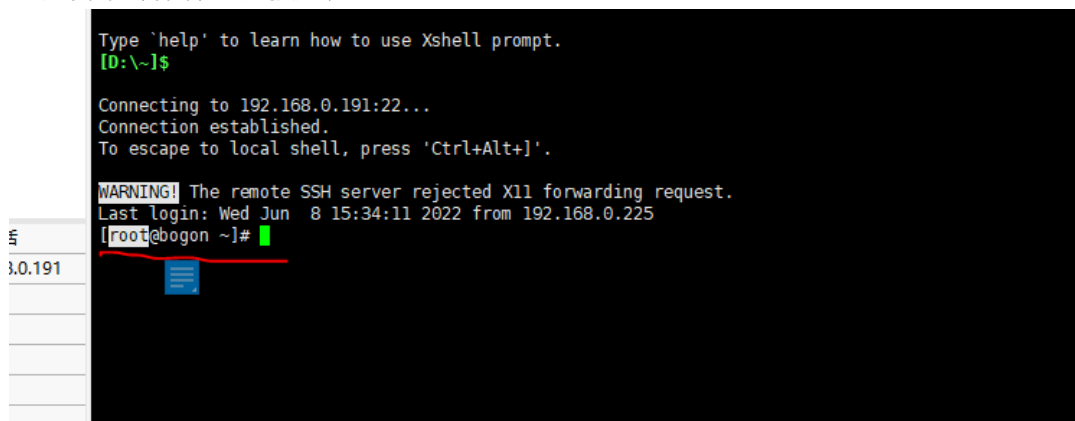 Type `help' to learn how to use Xshell prompt.
[D:\~]$
Connecting to 192.168.0.191:22...
Connection established.
To escape to local shell, press 'Ctrl+Alt+]'.
WARNING! The remote SSH server rejected X11 forwarding request.
Last login: Wed Jun  8 15:34:11 2022 from 192.168.0.225
[root@bogon ~]#
3.0.191